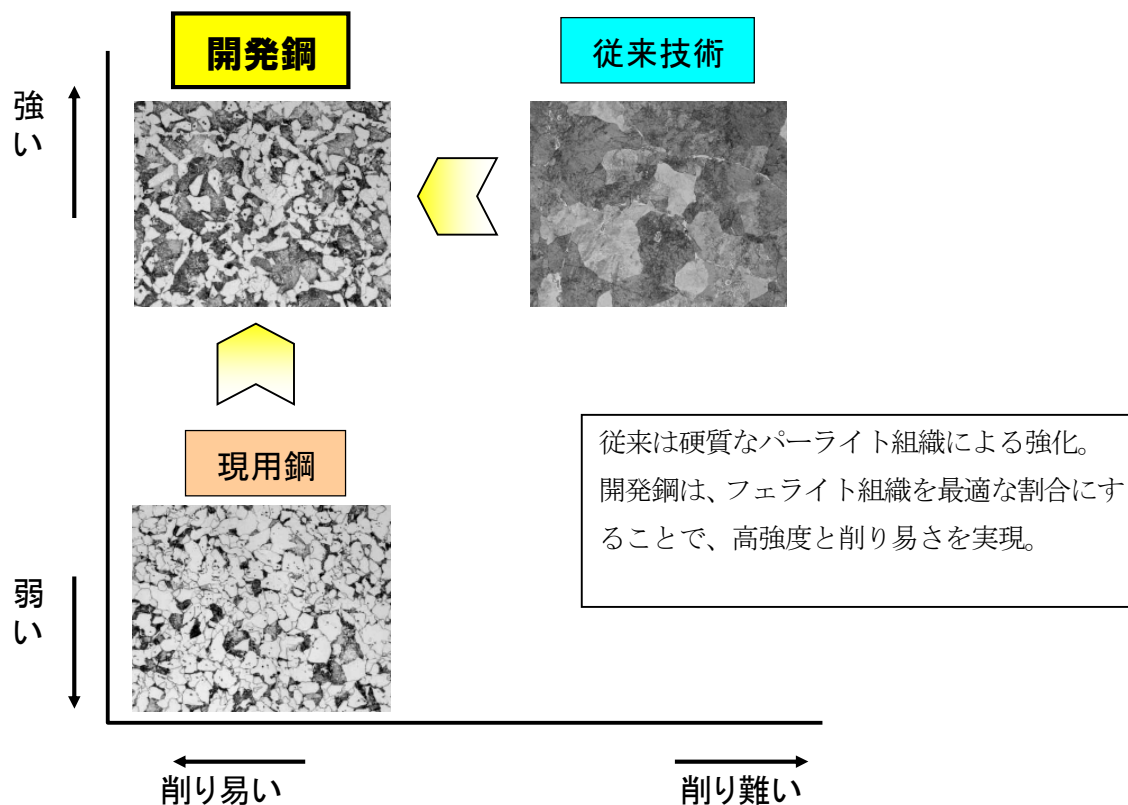 開発鋼
従来技術
強い
現用鋼
従来は硬質なパーライト組織による強化。
開発鋼は、フェライト組織を最適な割合にす
ることで、高強度と削り易さを実現。
弱い
削り易い
削り難い